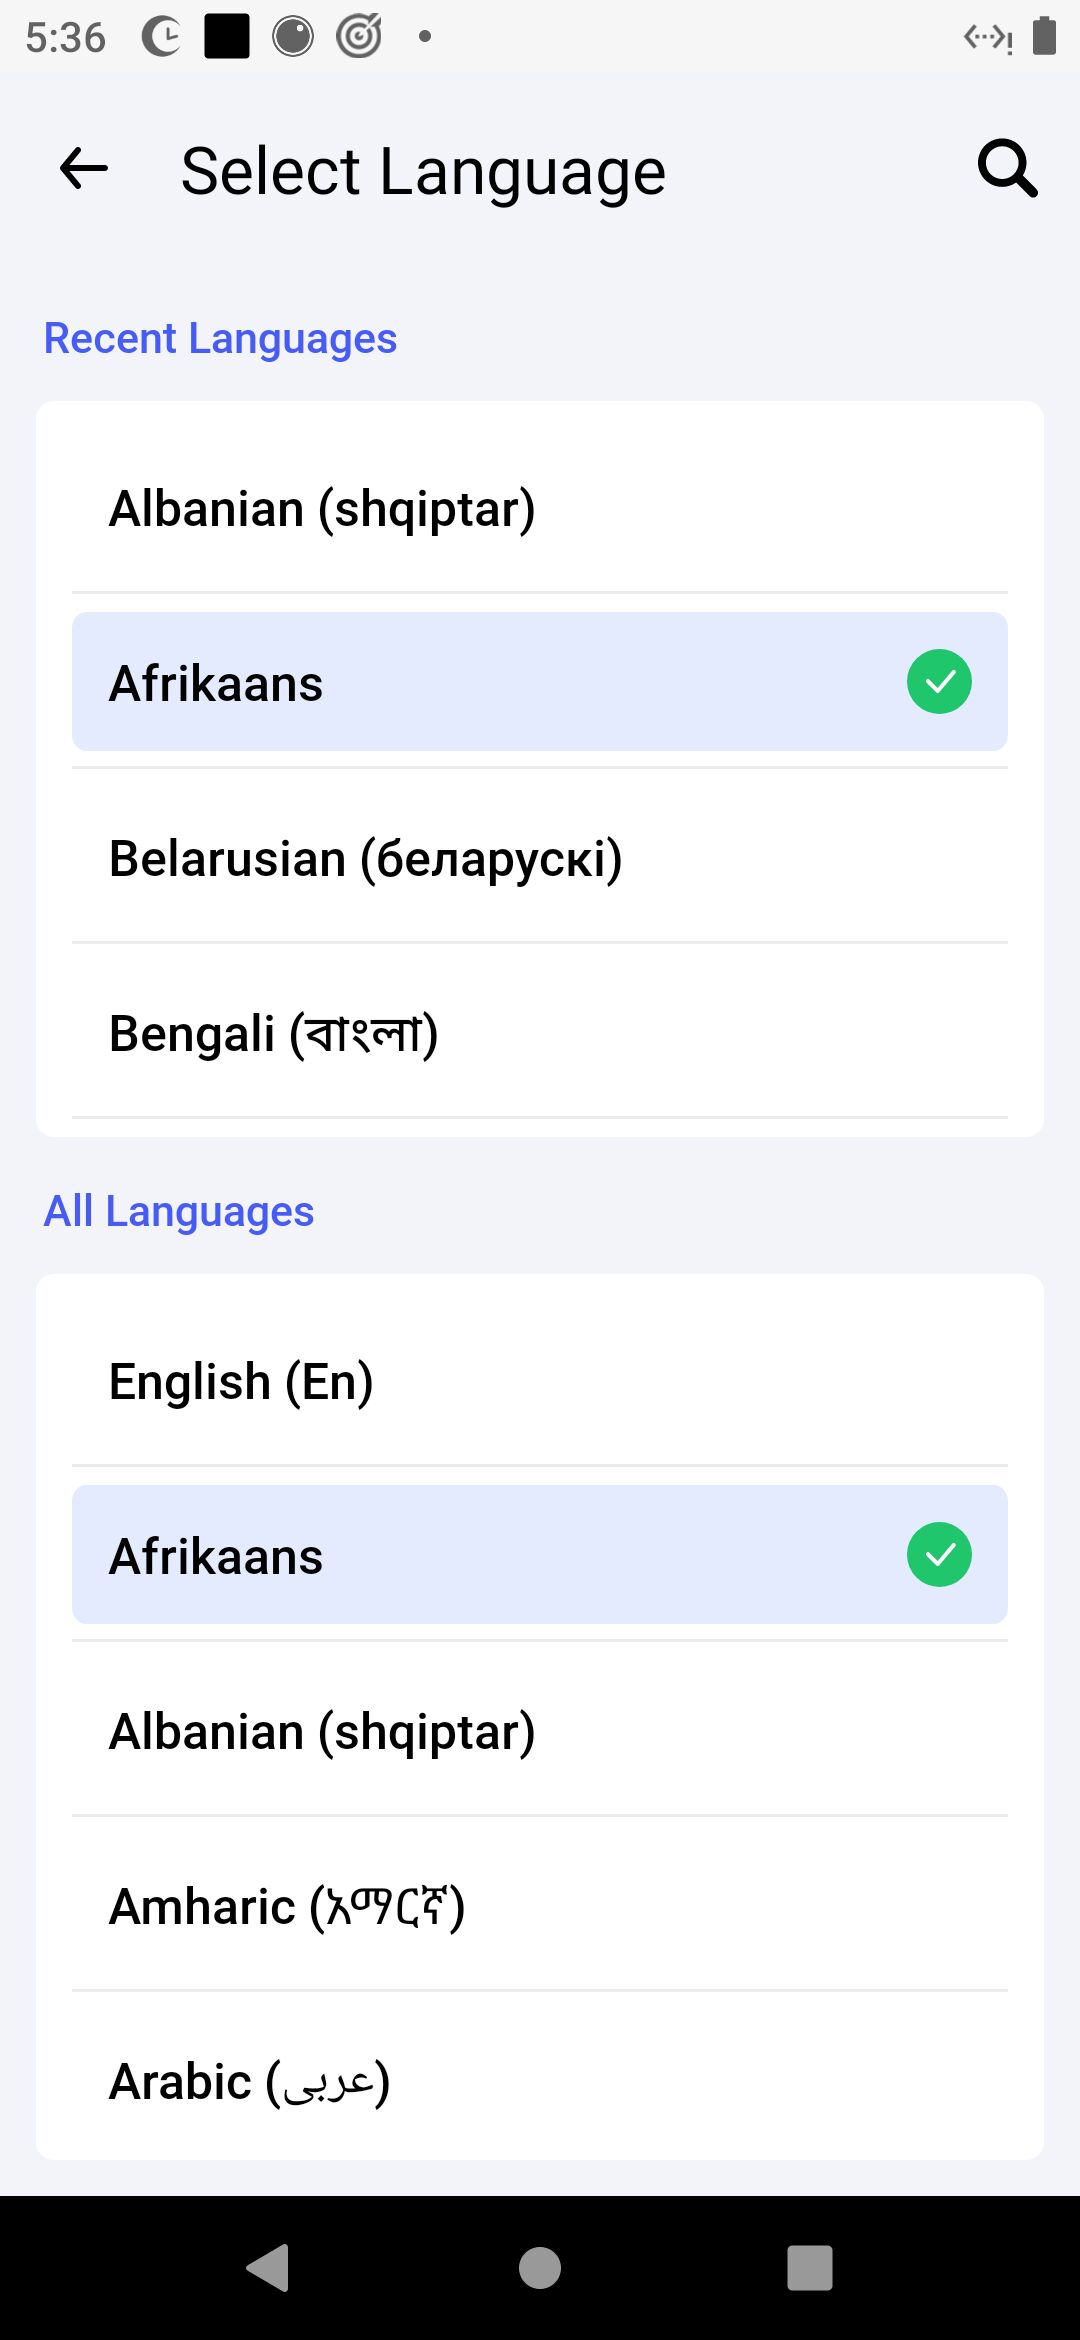 5:36
Select Language
Recent Languages
Albanian (shqiptar)
Afrikaans
Belarusian (беларускі)
Bengali (বাংলা)
All Languages
English (En)
Afrikaans
Albanian (shqiptar)
Amharic (አማርኛ)
Arabic (عربى)